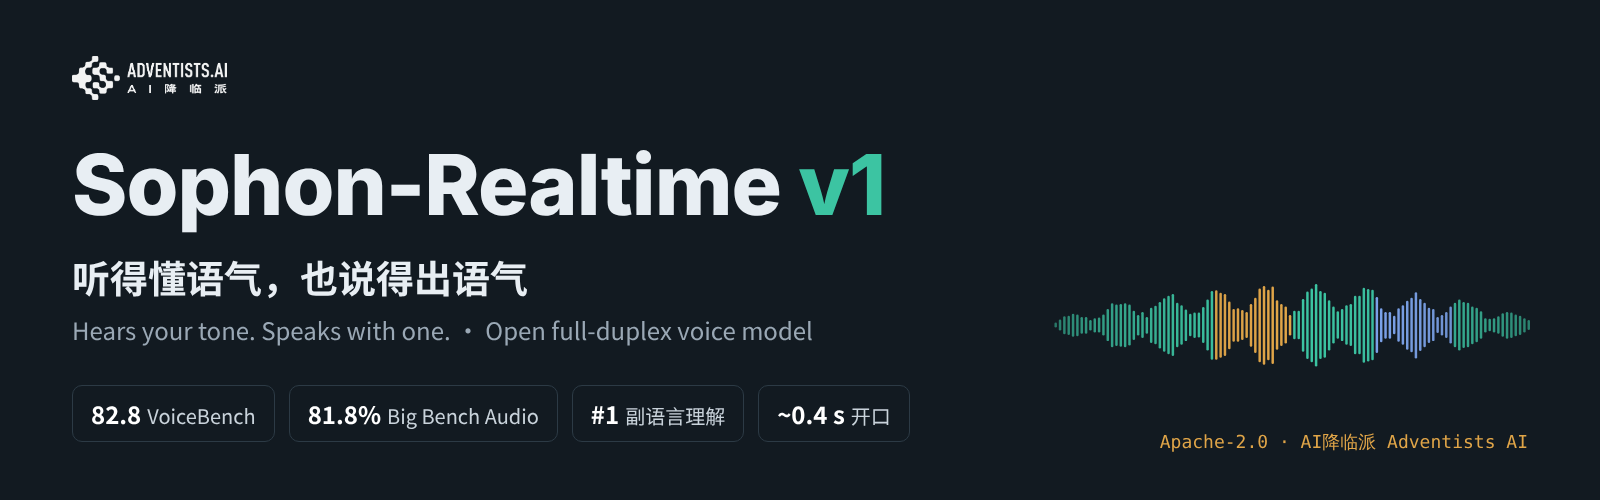 ADVENTISTS.AI
AI降临派
Sophon-Realtime v1
听得懂语气，也说得出语气
Hears your tone. Speaks with one. · Open full-duplex voice model
82.8 VoiceBench
81.8% Big Bench Audio
#1 副语言理解
~0.4 s 开口
Apache-2.0 · AI降临派 Adventists AI